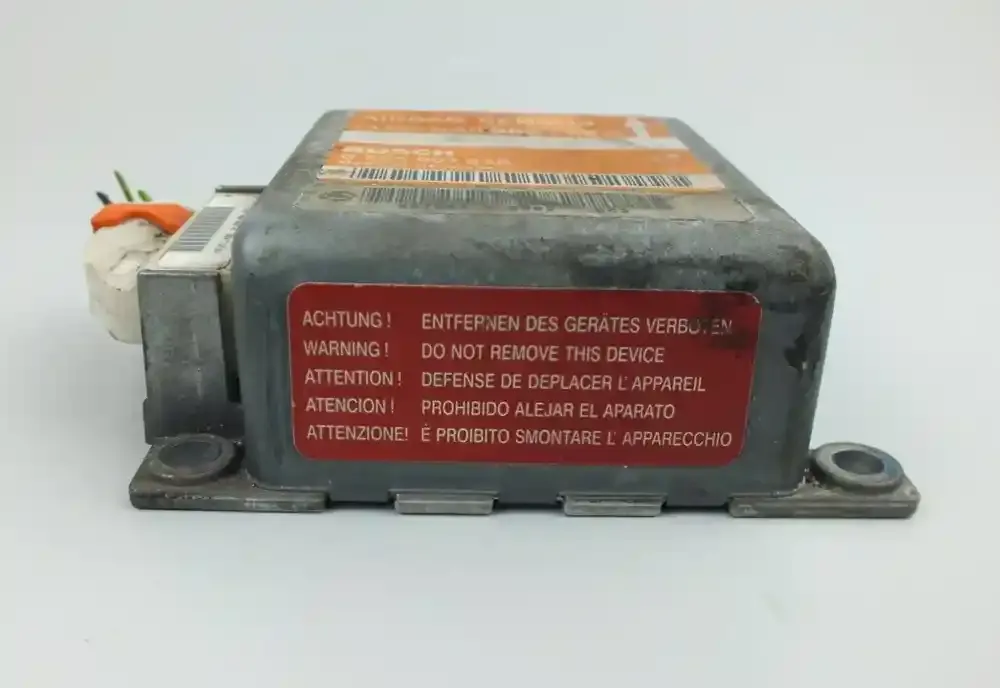 BOSCH
ACHTUNG! ENTFERNEN DES GERÄTES VERBOTEN
WARNING! DO NOT REMOVE THIS DEVICE
ATTENTION! DEFENSE DE DEPLACER L'APPAREIL
ATENCION! PROHIBIDO ALEJAR EL APARATO
ATTENZIONE! É PROIBITO SMONTARE L'APPARECCHIO